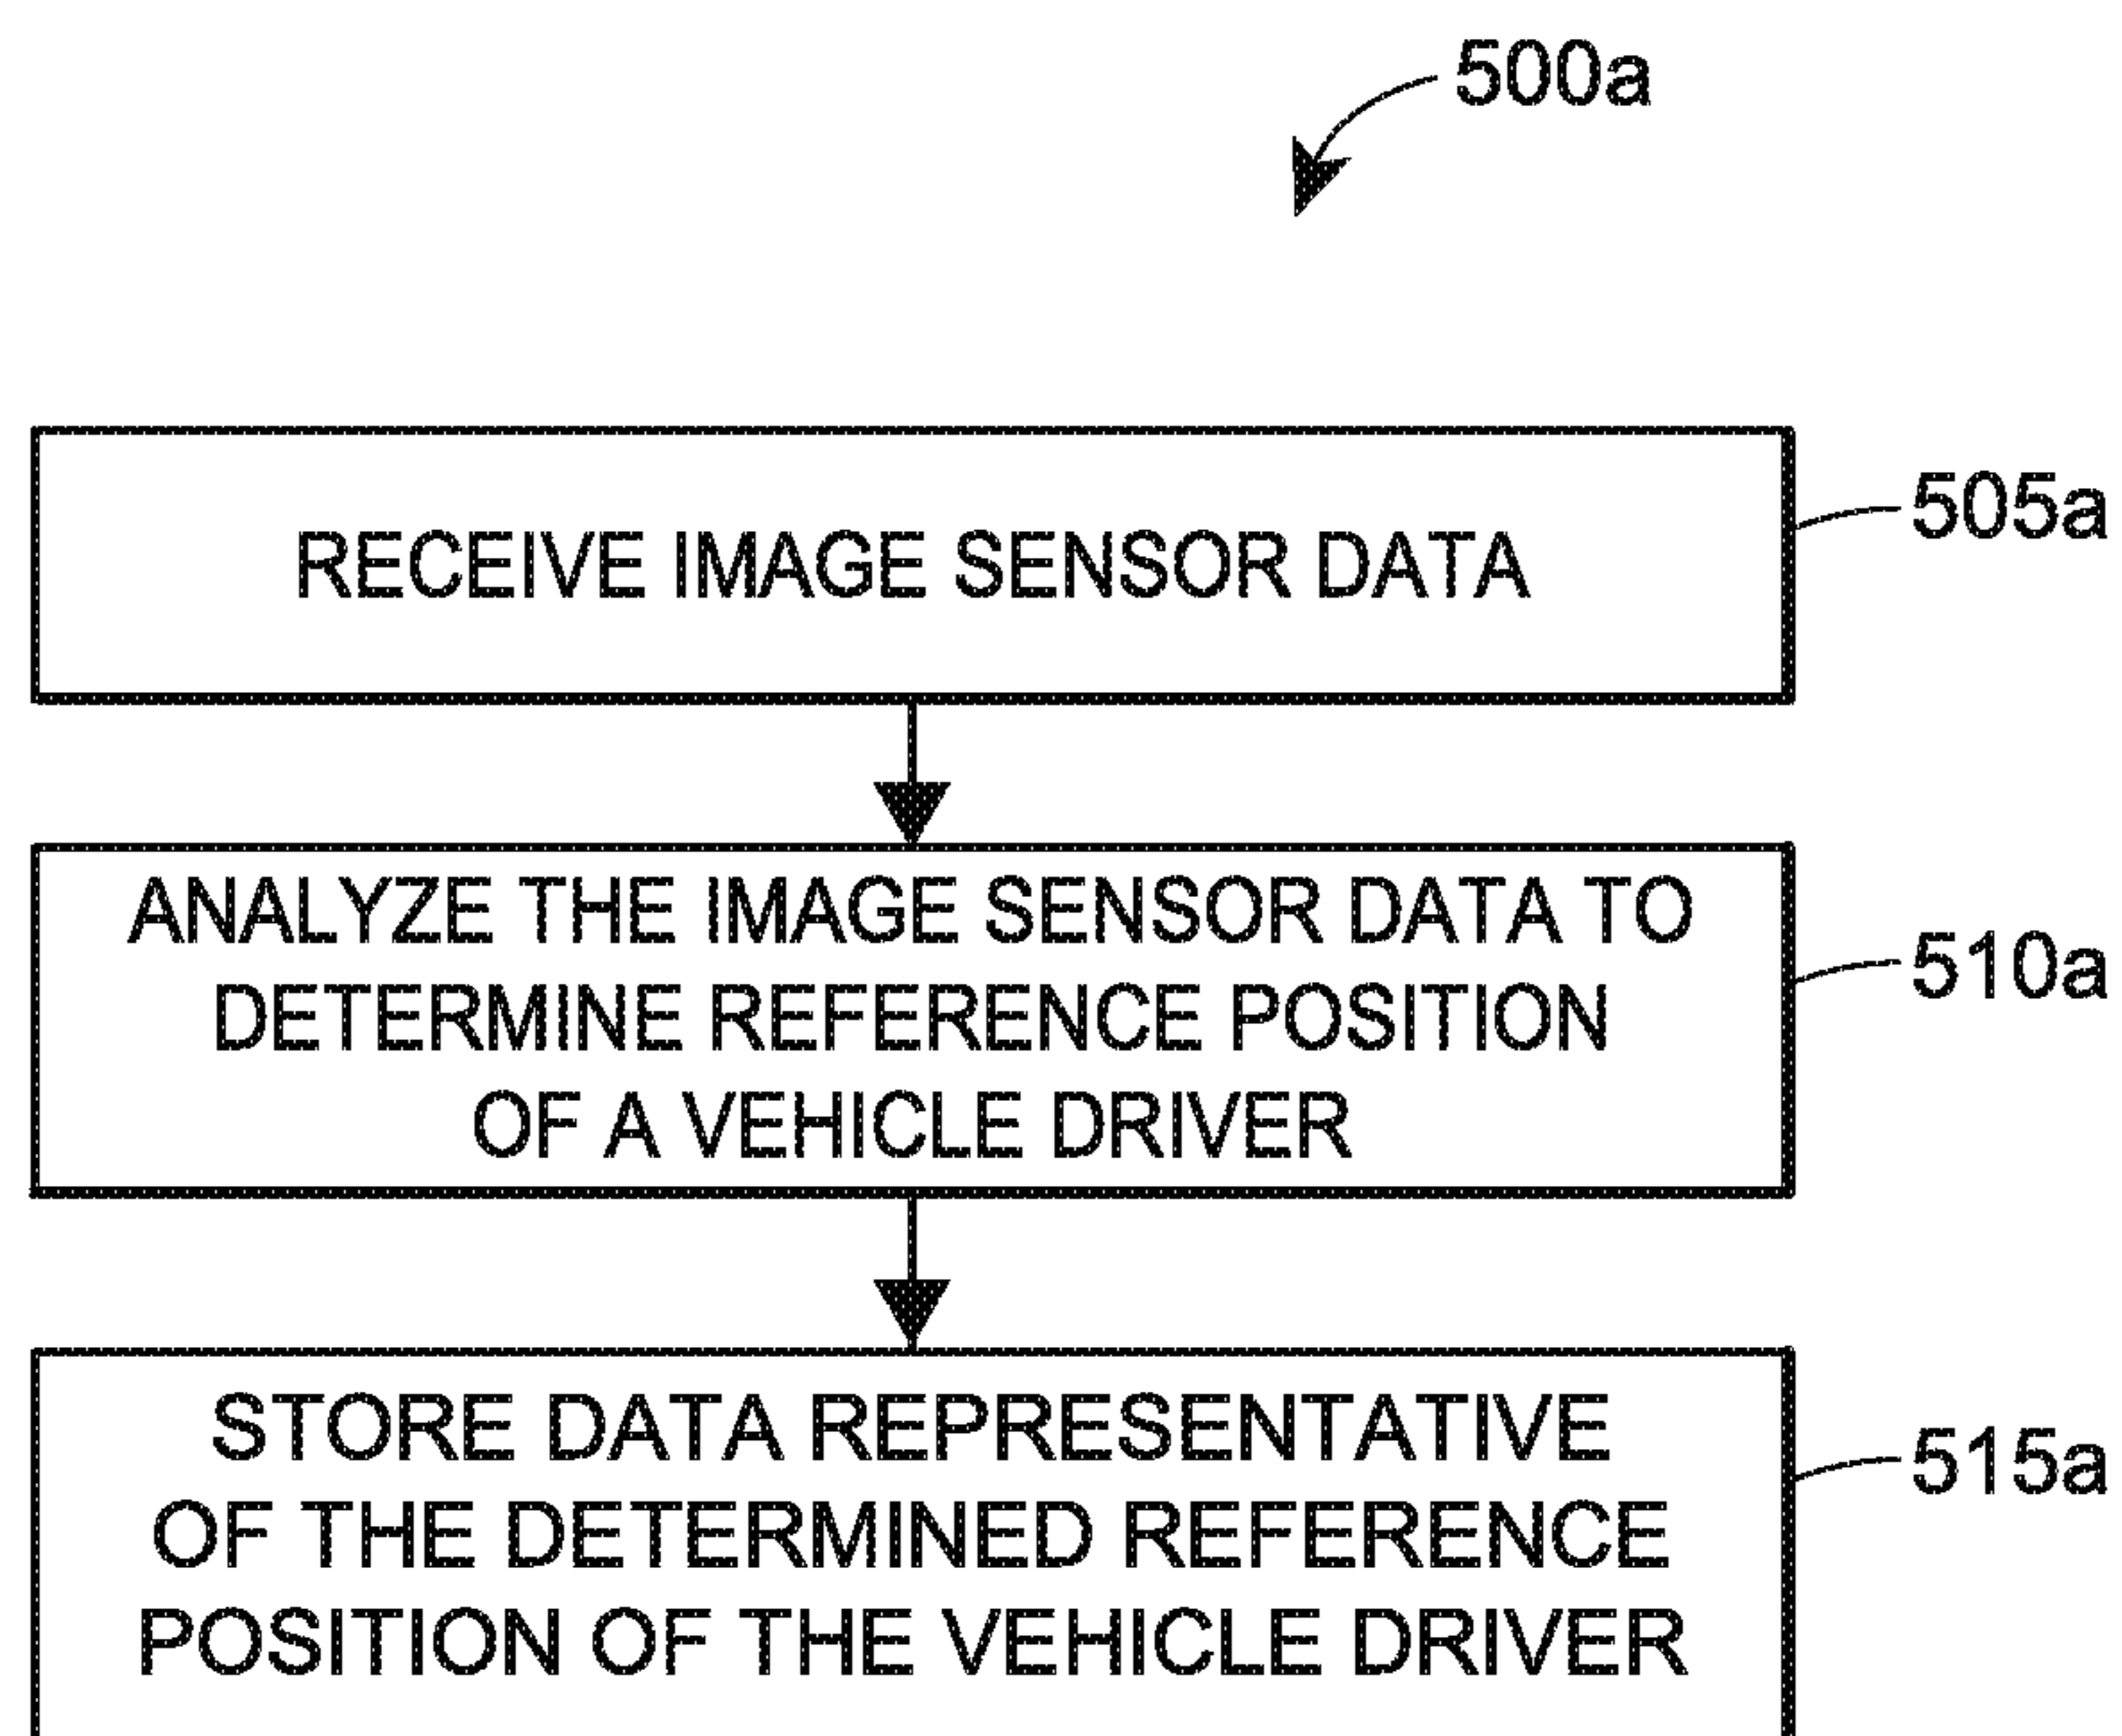 500a
RECEIVE IMAGE SENSOR DATA
505a
ANALYZE THE IMAGE SENSOR DATA TO
DETERMINE REFERENCE POSITION
OF A VEHICLE DRIVER
510a
STORE DATA REPRESENTATIVE
OF THE DETERMINED REFERENCE
POSITION OF THE VEHICLE DRIVER
515a